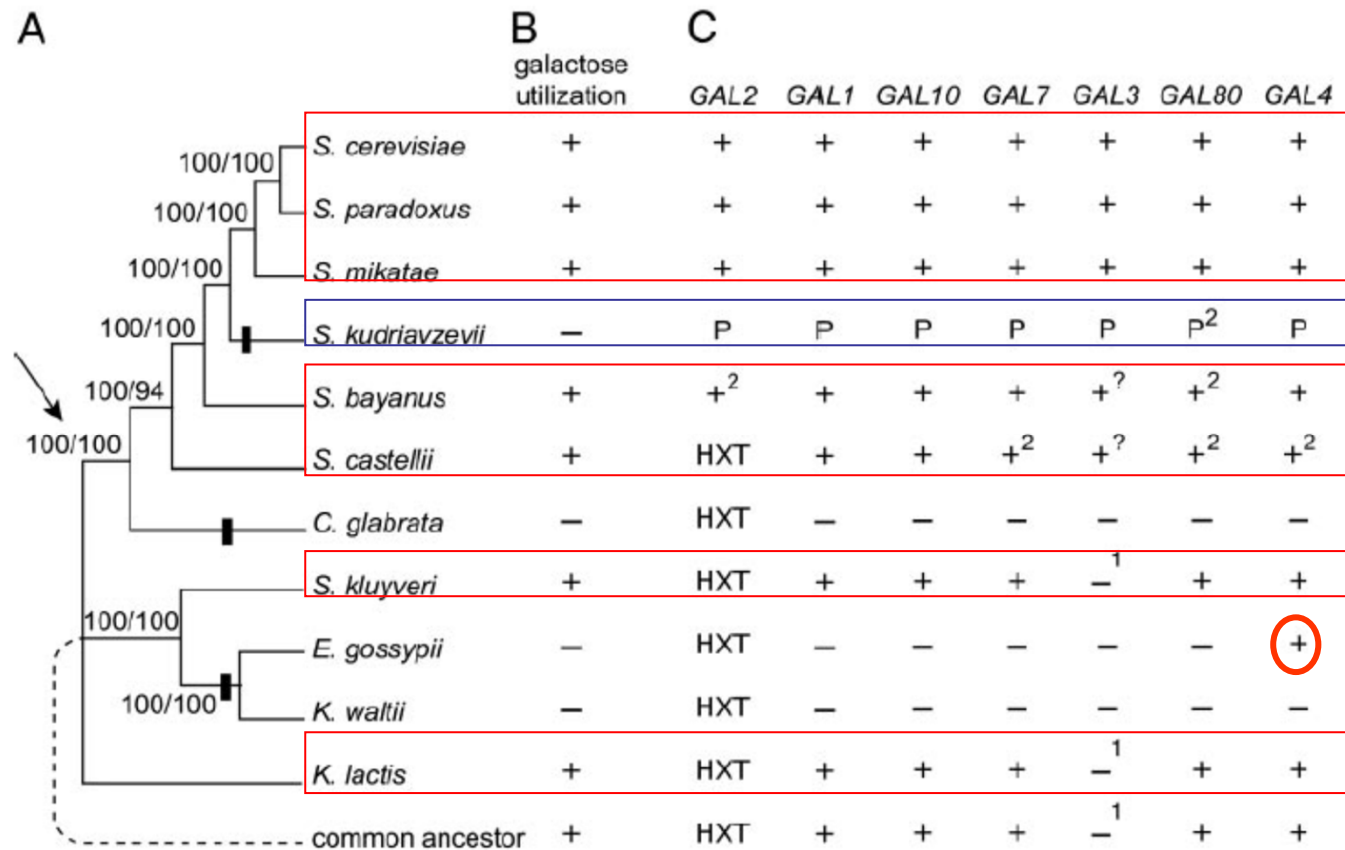 A B C
galactose
utilization GAL2 GAL1 GAL10 GAL7 GAL3 GAL80 GAL4
S. cerevisiae + + + + + + + +
100/100
S. paradoxus + + + + + + + +
100/100
S. mikatae + + + + + + + +
100/100
S. kudriavzevii – P P P P P P² P
100/100
S. bayanus + +² + + + +? +² +
100/94
S. castellii + HXT + + +² +? +² +²
100/100
C. glabrata – HXT – – – – – –
S. kluyveri + HXT + + + –¹ + +
100/100
E. gossypii – HXT – – – – – +
100/100
K. waltii – HXT – – – – – –
K. lactis + HXT + + + –¹ + +
common ancestor + HXT + + + –¹ + +